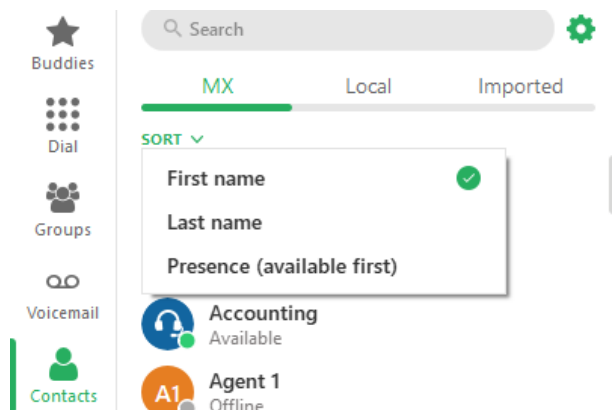 Search
Buddies
MX Local Imported
Dial
SORT
First name
Last name
Groups
Presence (available first)
Voicemail
Accounting
Available
Agent 1
A1
Contacts
Offline